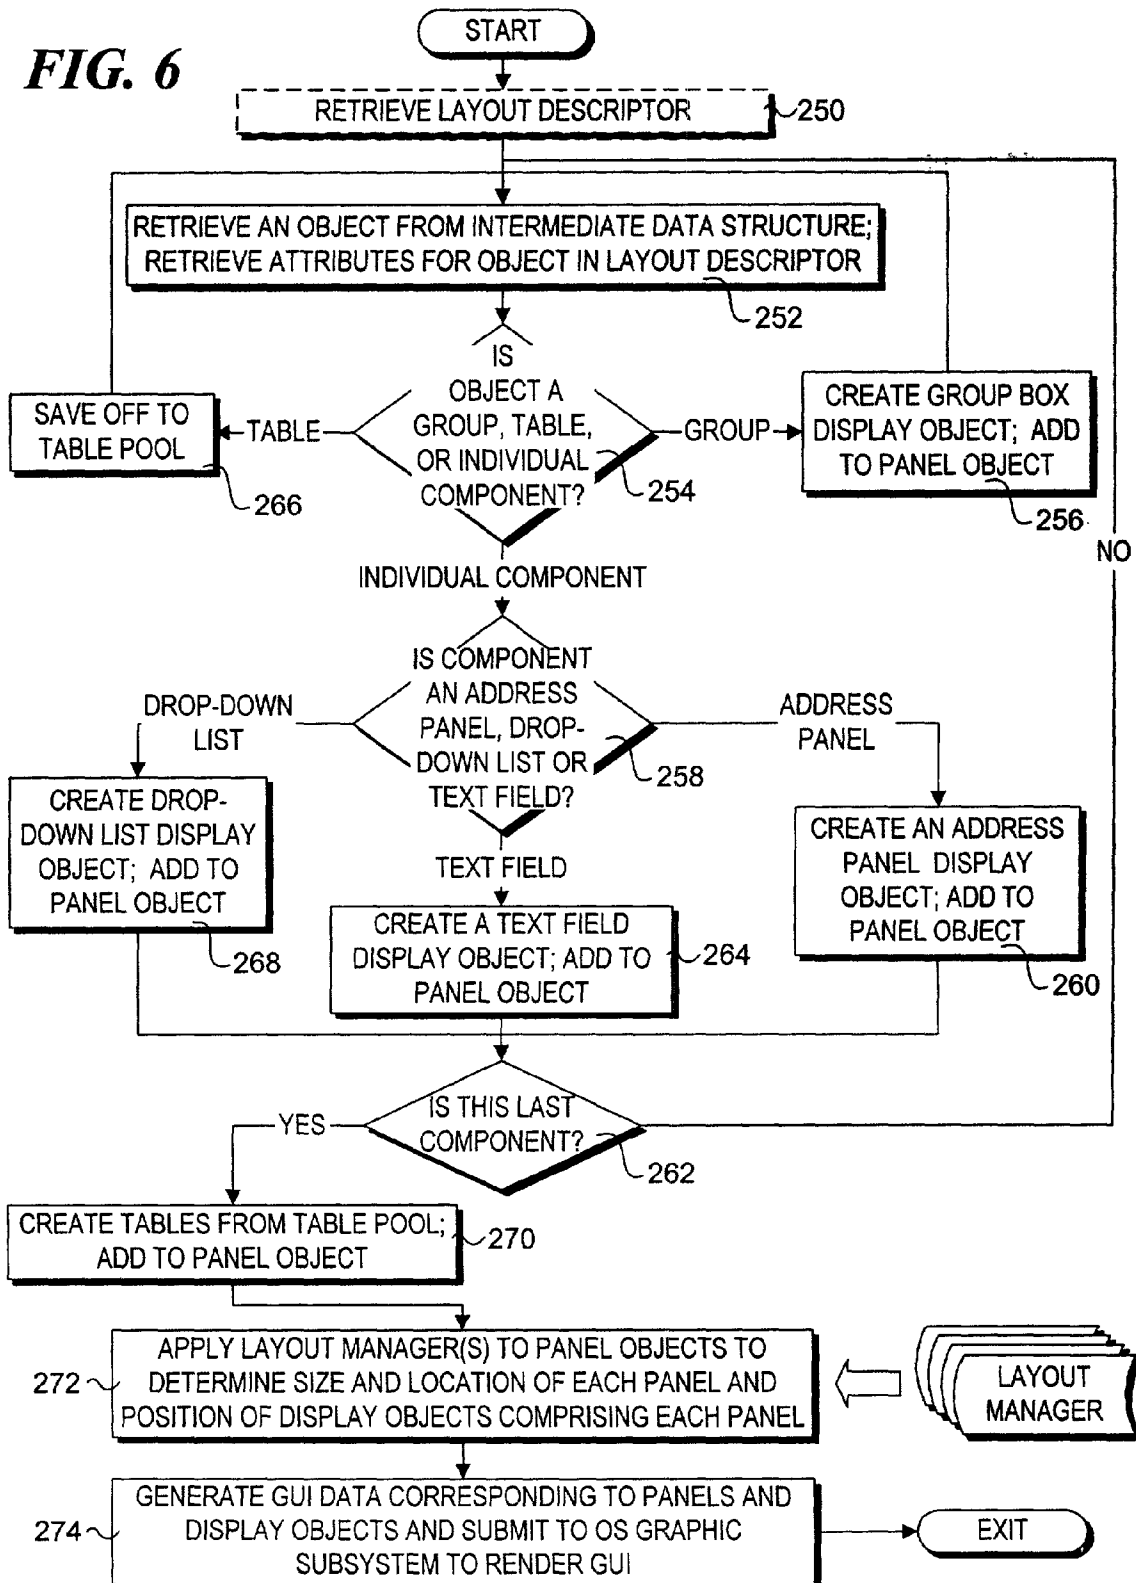 START
FIG. 6
RETRIEVE LAYOUT DESCRIPTOR
250
RETRIEVE AN OBJECT FROM INTERMEDIATE DATA STRUCTURE;
RETRIEVE ATTRIBUTES FOR OBJECT IN LAYOUT DESCRIPTOR
252
IS
OBJECT A
GROUP, TABLE,
OR INDIVIDUAL
COMPONENT?
254
TABLE
SAVE OFF TO
TABLE POOL
266
GROUP
CREATE GROUP BOX
DISPLAY OBJECT; ADD
TO PANEL OBJECT
256
NO
INDIVIDUAL COMPONENT
IS COMPONENT
AN ADDRESS
PANEL, DROP-
DOWN LIST OR
TEXT FIELD?
258
DROP-DOWN
LIST
ADDRESS
PANEL
CREATE DROP-
DOWN LIST DISPLAY
OBJECT; ADD TO
PANEL OBJECT
268
TEXT FIELD
CREATE A TEXT FIELD
DISPLAY OBJECT; ADD TO
PANEL OBJECT
264
CREATE AN ADDRESS
PANEL DISPLAY
OBJECT; ADD TO
PANEL OBJECT
260
IS THIS LAST
COMPONENT?
262
YES
CREATE TABLES FROM TABLE POOL;
ADD TO PANEL OBJECT
270
272
APPLY LAYOUT MANAGER(S) TO PANEL OBJECTS TO
DETERMINE SIZE AND LOCATION OF EACH PANEL AND
POSITION OF DISPLAY OBJECTS COMPRISING EACH PANEL
LAYOUT
MANAGER
274
GENERATE GUI DATA CORRESPONDING TO PANELS AND
DISPLAY OBJECTS AND SUBMIT TO OS GRAPHIC
SUBSYSTEM TO RENDER GUI
EXIT